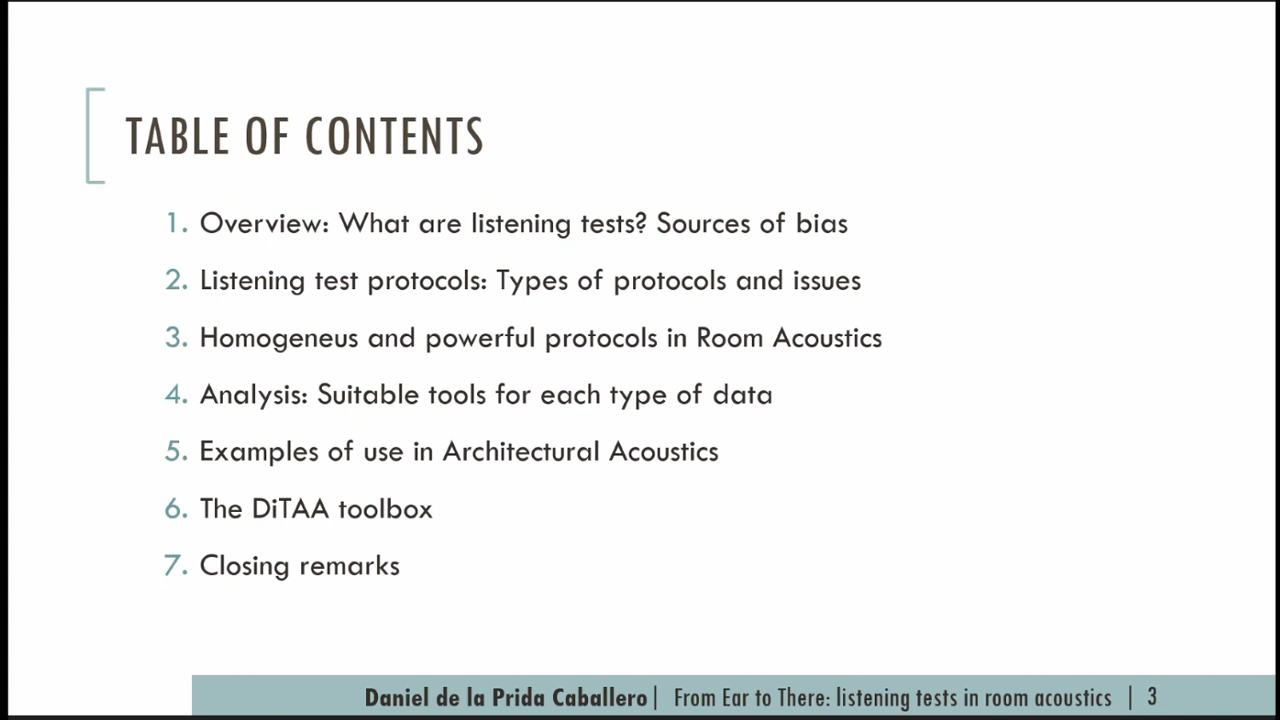 TABLE OF CONTENTS
1. Overview: What are listening tests? Sources of bias
2. Listening test protocols: Types of protocols and issues
3. Homogeneus and powerful protocols in Room Acoustics
4. Analysis: Suitable tools for each type of data
5. Examples of use in Architectural Acoustics
6. The DiTAA toolbox
7. Closing remarks
Daniel de la Prida Caballero | From Ear to There: listening tests in room acoustics | 3